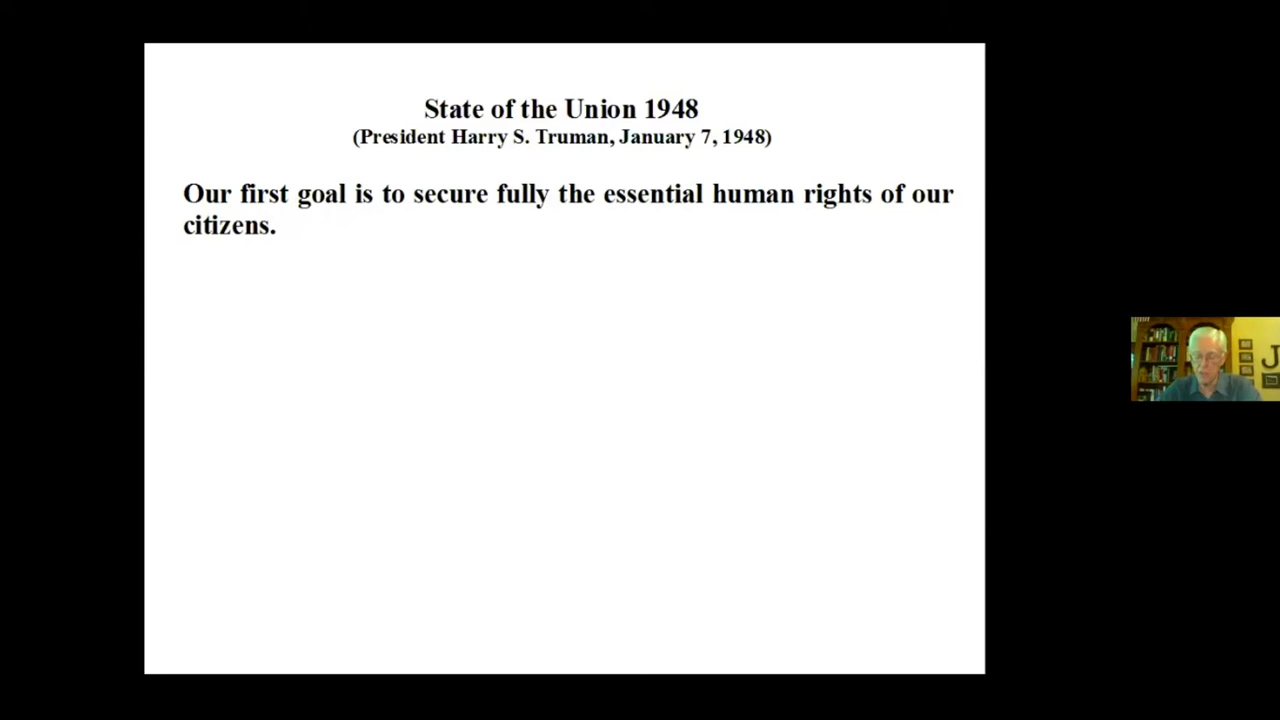 State of the Union 1948
(President Harry S. Truman, January 7, 1948)
Our first goal is to secure fully the essential human rights of our
citizens.
J